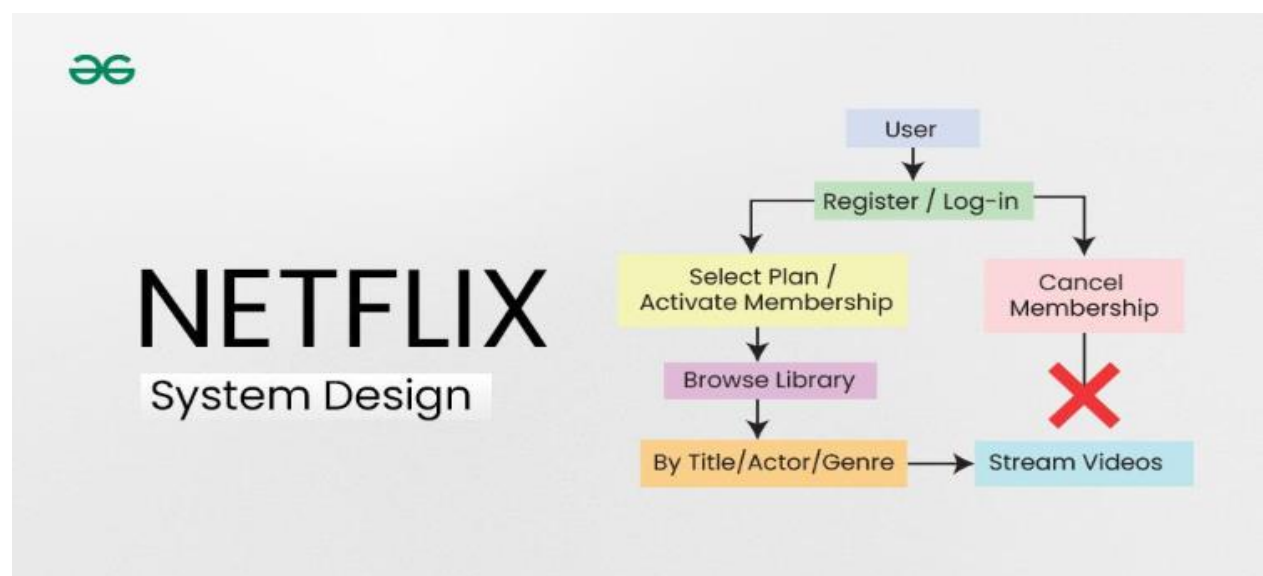 NETFLIX
System Design
User
Register / Log-in
Select Plan /
Activate Membership
Cancel
Membership
Browse Library
By Title/Actor/Genre
Stream Videos